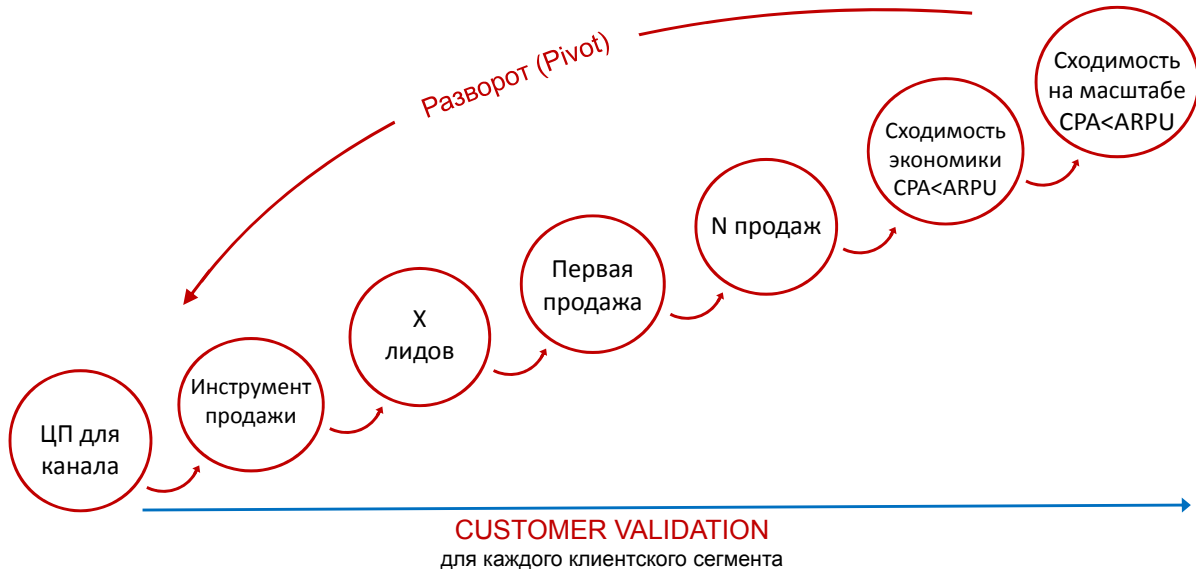 Разворот (Pivot)
ЦП для
канала
Инструмент
продажи
X
лидов
Первая
продажа
N продаж
Сходимость
экономики
CPA<ARPU
Сходимость
на масштабе
CPA<ARPU
CUSTOMER VALIDATION
для каждого клиентского сегмента